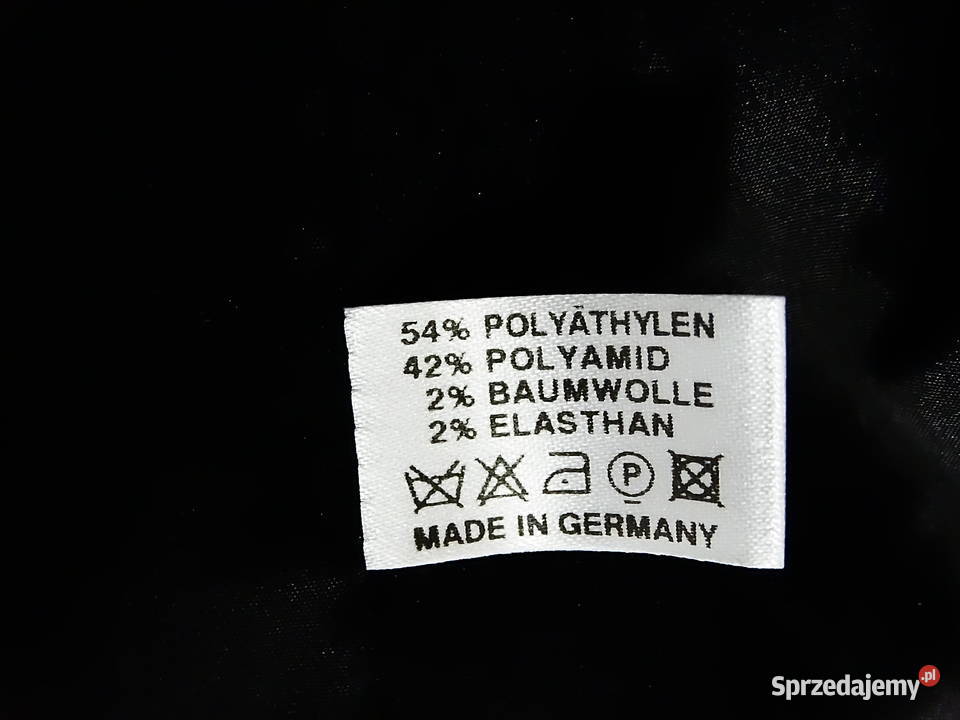 54% POLYÄTHYLEN
42% POLYAMID
2% BAUMWOLLE
2% ELASTHAN
P
MADE IN GERMANY
Sprzedajemy.pl